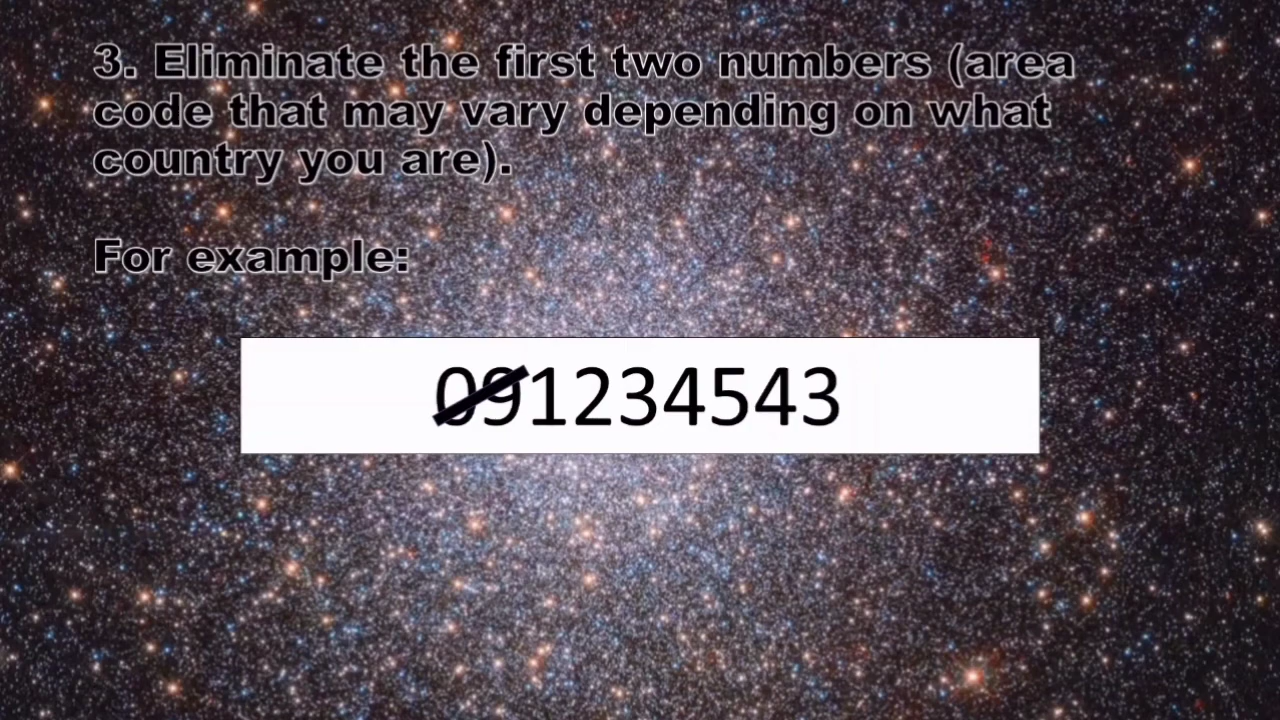 3. Eliminate the first two numbers (area
code that may vary depending on what
country you are).
For example:
091234543